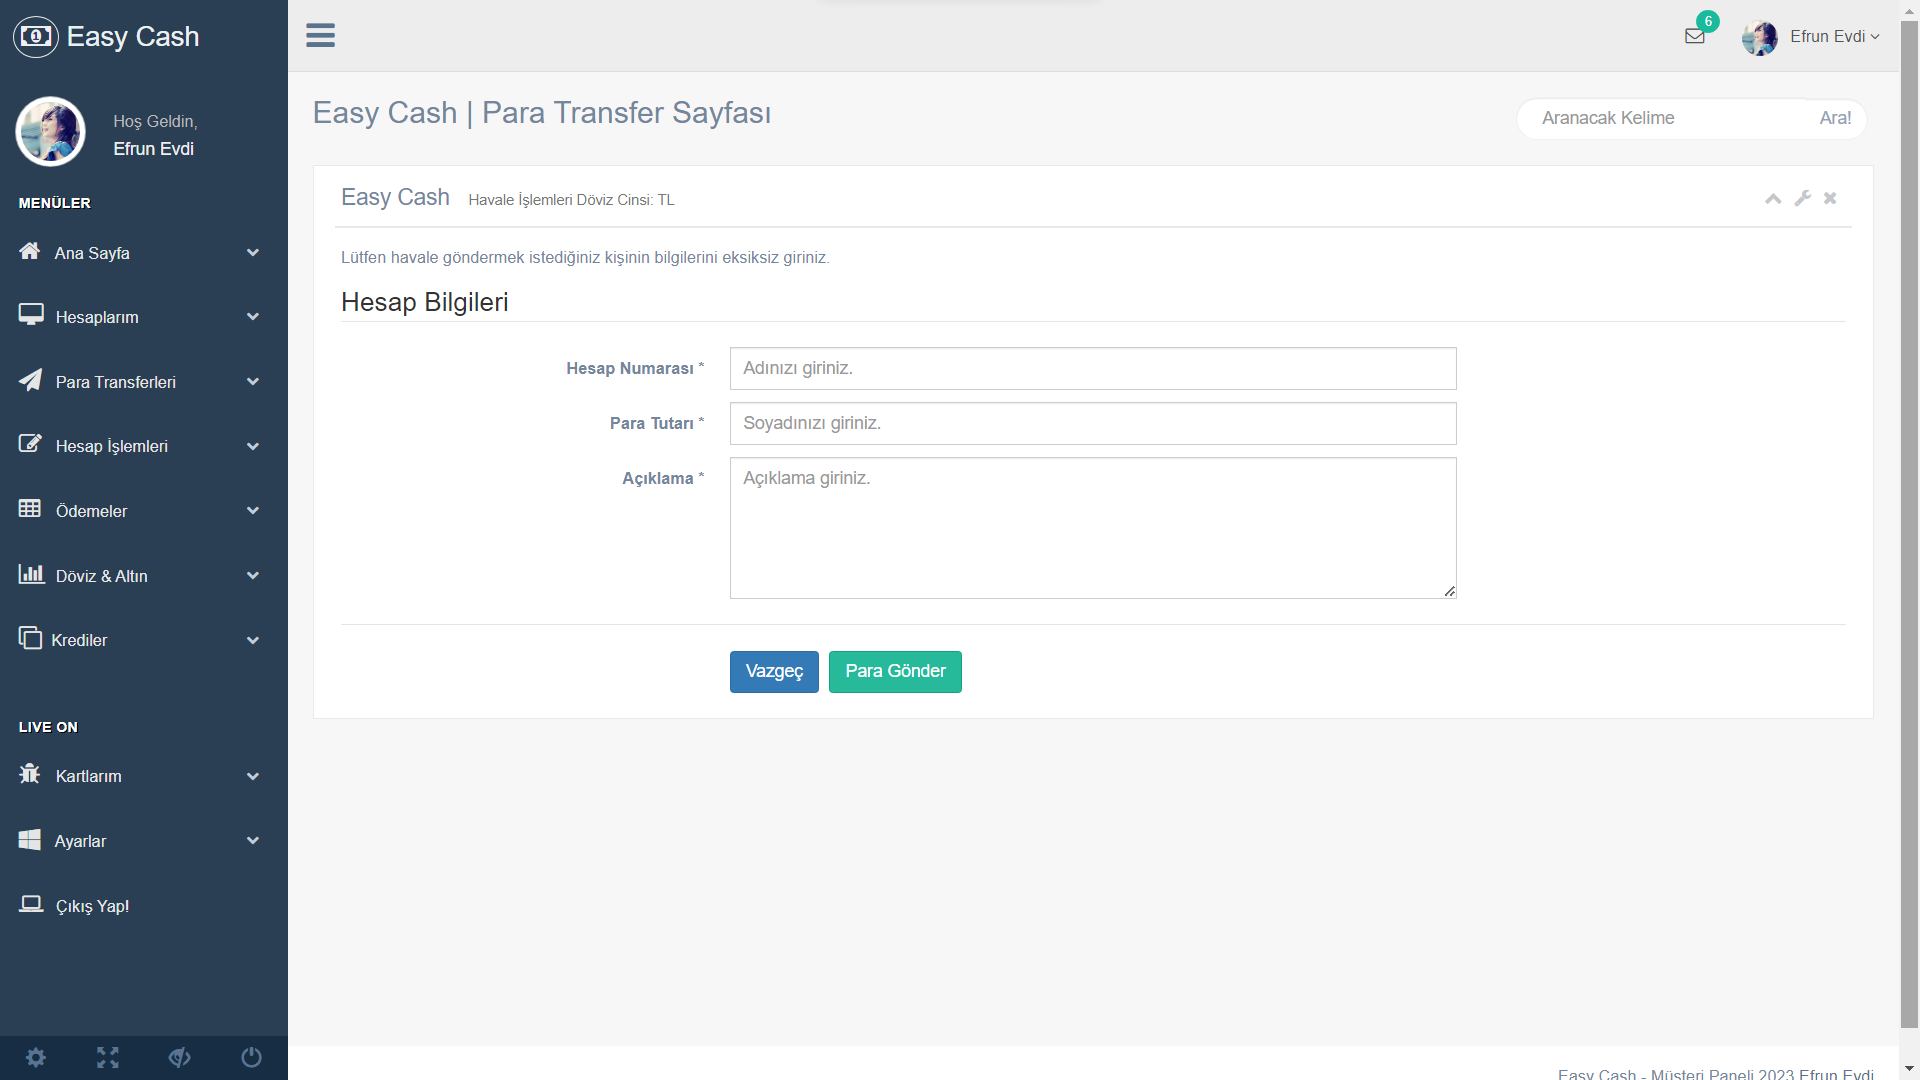 Easy Cash
6
Efrun Evdi
Hoş Geldin,
Efrun Evdi
MENÜLER
Ana Sayfa
Hesaplarım
Para Transferleri
Hesap İşlemleri
Ödemeler
Döviz & Altın
Krediler
LIVE ON
Kartlarım
Ayarlar
Çıkış Yap!
Easy Cash | Para Transfer Sayfası
Aranacak Kelime Ara!
Easy Cash Havale İşlemleri Döviz Cinsi: TL
Lütfen havale göndermek istediğiniz kişinin bilgilerini eksiksiz giriniz.
Hesap Bilgileri
Hesap Numarası * Adınızı giriniz.
Para Tutarı * Soyadınızı giriniz.
Açıklama * Açıklama giriniz.
Vazgeç Para Gönder
Easy Cash - Müşteri Paneli 2023 Efrun Evdi